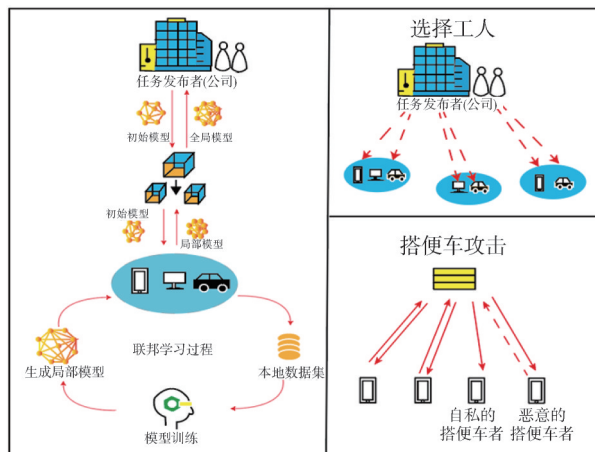 任务发布者(公司)
初始模型
全局模型
初始模型
局部模型
联邦学习过程
生成局部模型
本地数据集
模型训练
选择工人
任务发布者(公司)
搭便车攻击
自私的
搭便车者
恶意的
搭便车者